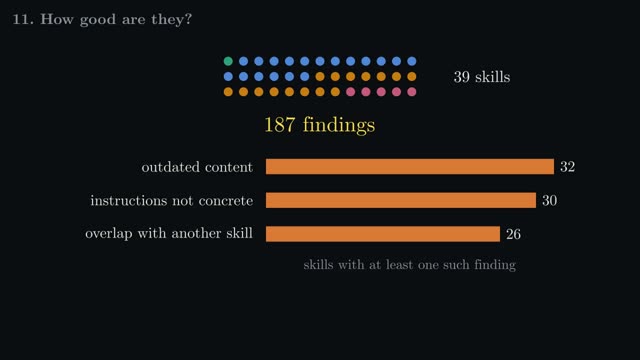 11. How good are they?
39 skills
187 findings
outdated content 32
instructions not concrete 30
overlap with another skill 26
skills with at least one such finding